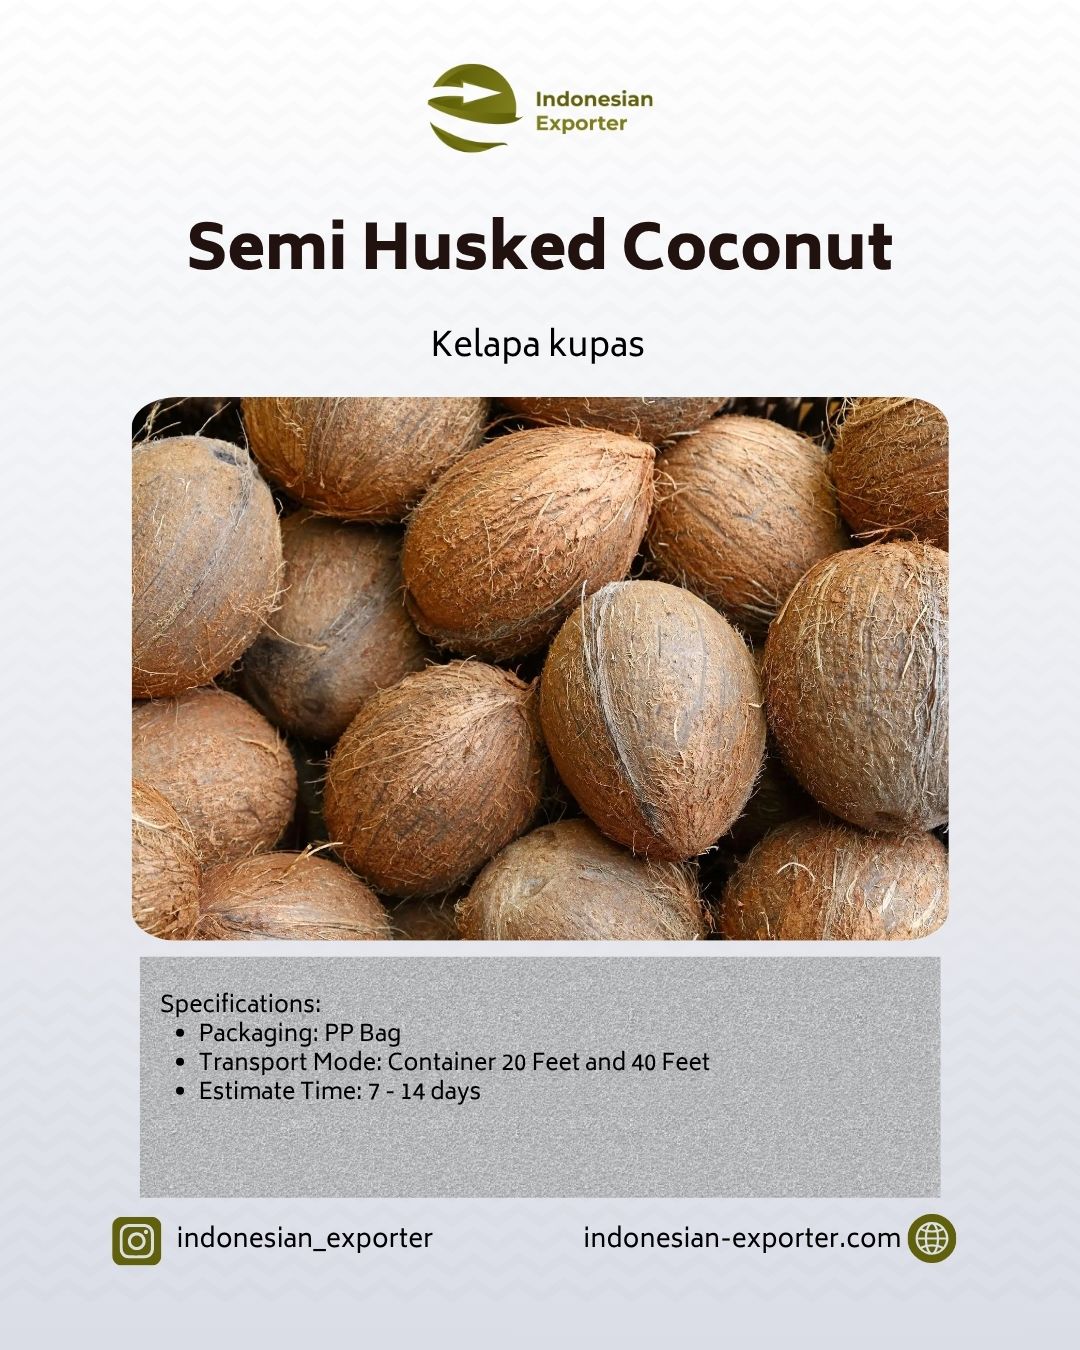 Indonesian
Exporter
Semi Husked Coconut
Kelapa kupas
Specifications:
• Packaging: PP Bag
• Transport Mode: Container 20 Feet and 40 Feet
• Estimate Time: 7 - 14 days
indonesian_exporter
indonesian-exporter.com